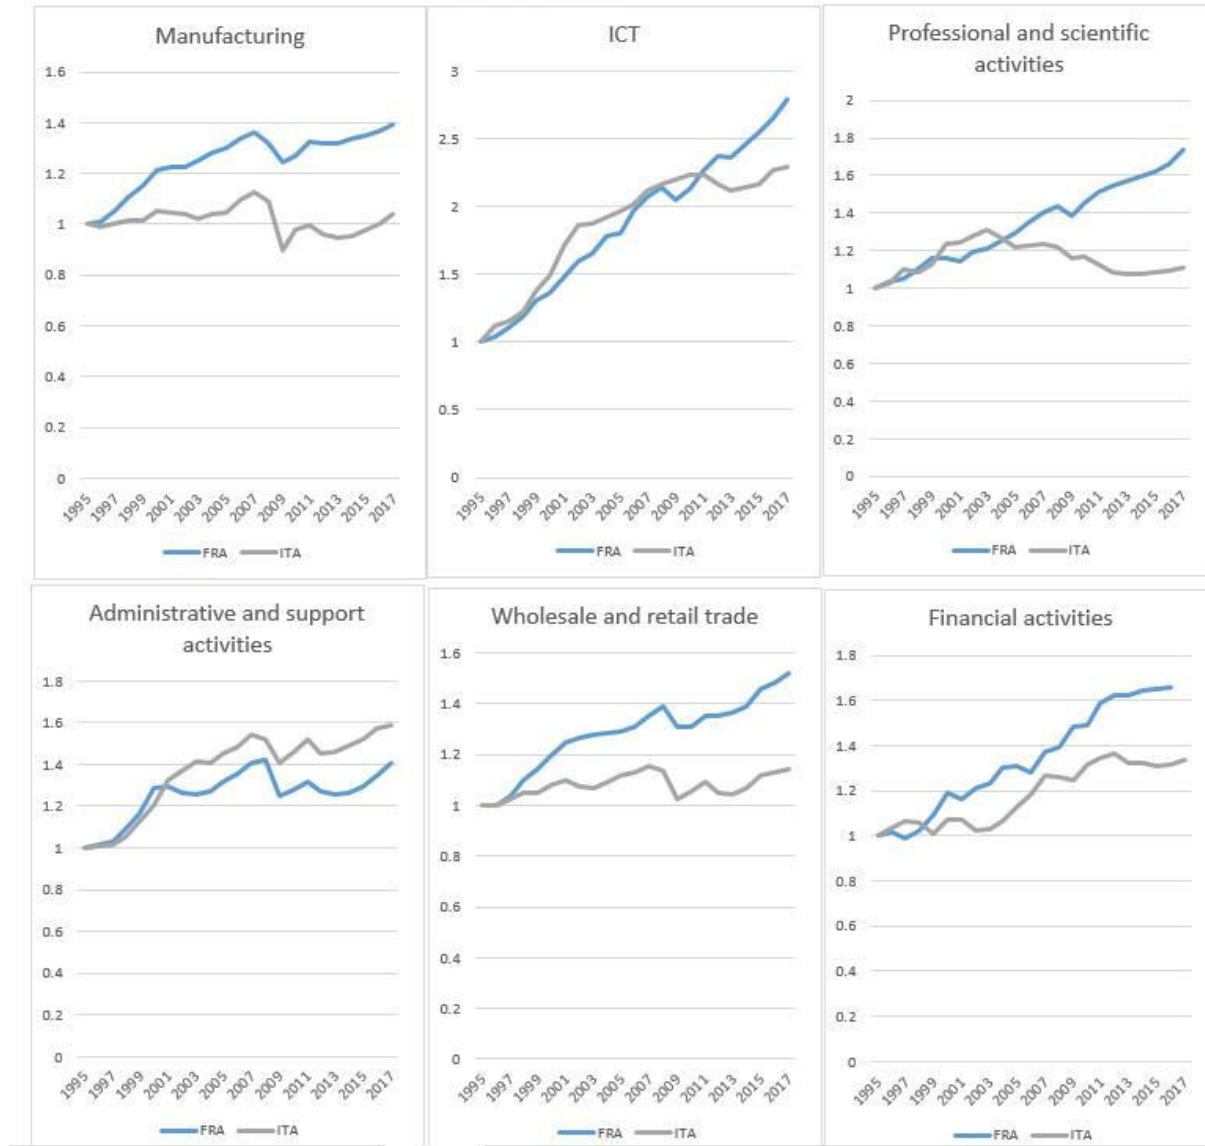 Manufacturing
1.6
1.4
1.2
1
0.8
0.6
0.4
0.2
0
1995 1997 1999 2001 2003 2005 2007 2009 2011 2013 2015 2017
FRA ITA
ICT
3
2.5
2
1.5
1
0.5
0
1995 1997 1999 2001 2003 2005 2007 2009 2011 2013 2015 2017
FRA ITA
Professional and scientific
activities
2
1.8
1.6
1.4
1.2
1
0.8
0.6
0.4
0.2
0
1995 1997 1999 2001 2003 2005 2007 2009 2011 2013 2015 2017
FRA ITA
Administrative and support
activities
1.8
1.6
1.4
1.2
1
0.8
0.6
0.4
0.2
0
1995 1997 1999 2001 2003 2005 2007 2009 2011 2013 2015 2017
FRA ITA
Wholesale and retail trade
1.6
1.4
1.2
1
0.8
0.6
0.4
0.2
0
1995 1997 1999 2001 2003 2005 2007 2009 2011 2013 2015 2017
FRA ITA
Financial activities
1.8
1.6
1.4
1.2
1
0.8
0.6
0.4
0.2
0
1995 1997 1999 2001 2003 2005 2007 2009 2011 2013 2015 2017
FRA ITA